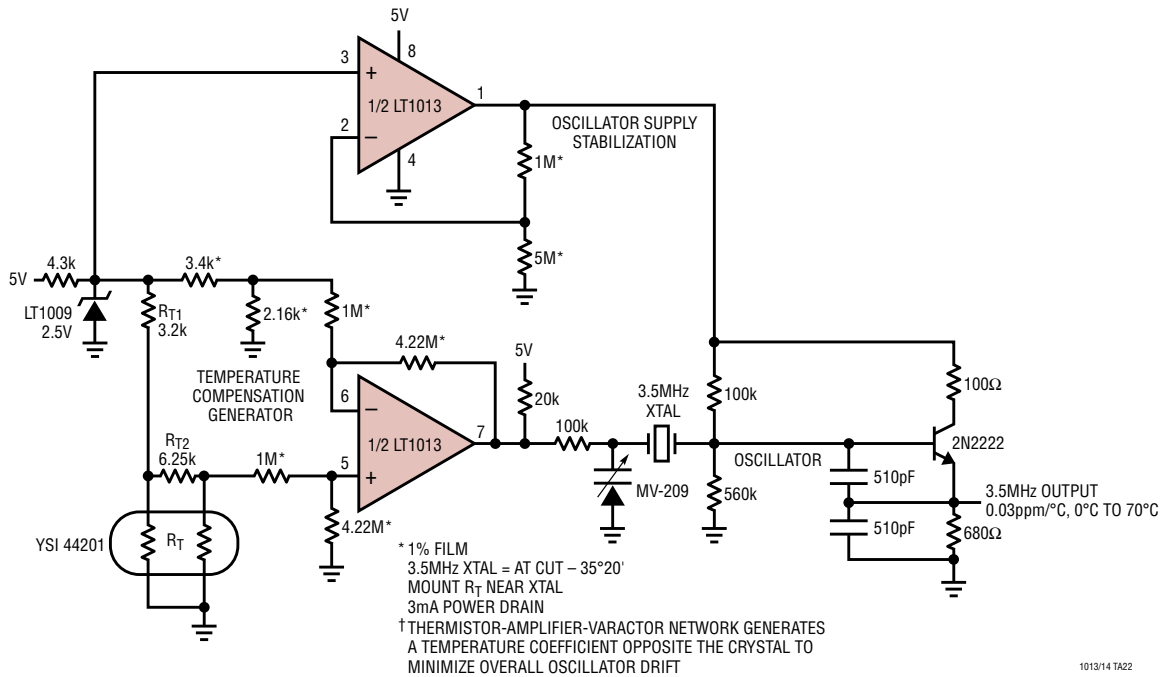 5V
8
3
+
1/2 LT1013
1
2
–
4
OSCILLATOR SUPPLY
STABILIZATION
1M*
5M*
5V
4.3k
3.4k*
LT1009
2.5V
RT1
3.2k
2.16k*
1M*
4.22M*
5V
20k
TEMPERATURE
COMPENSATION
GENERATOR
6
–
1/2 LT1013
7
5
+
100k
3.5MHz
XTAL
100k
100Ω
2N2222
RT2
6.25k
1M*
MV-209
OSCILLATOR
560k
510pF
510pF
3.5MHz OUTPUT
0.03ppm/°C, 0°C TO 70°C
680Ω
4.22M*
YSI 44201
RT
* 1% FILM
3.5MHz XTAL = AT CUT – 35°20'
MOUNT RT NEAR XTAL
3mA POWER DRAIN
† THERMISTOR-AMPLIFIER-VARACTOR NETWORK GENERATES
A TEMPERATURE COEFFICIENT OPPOSITE THE CRYSTAL TO
MINIMIZE OVERALL OSCILLATOR DRIFT
1013/14 TA22